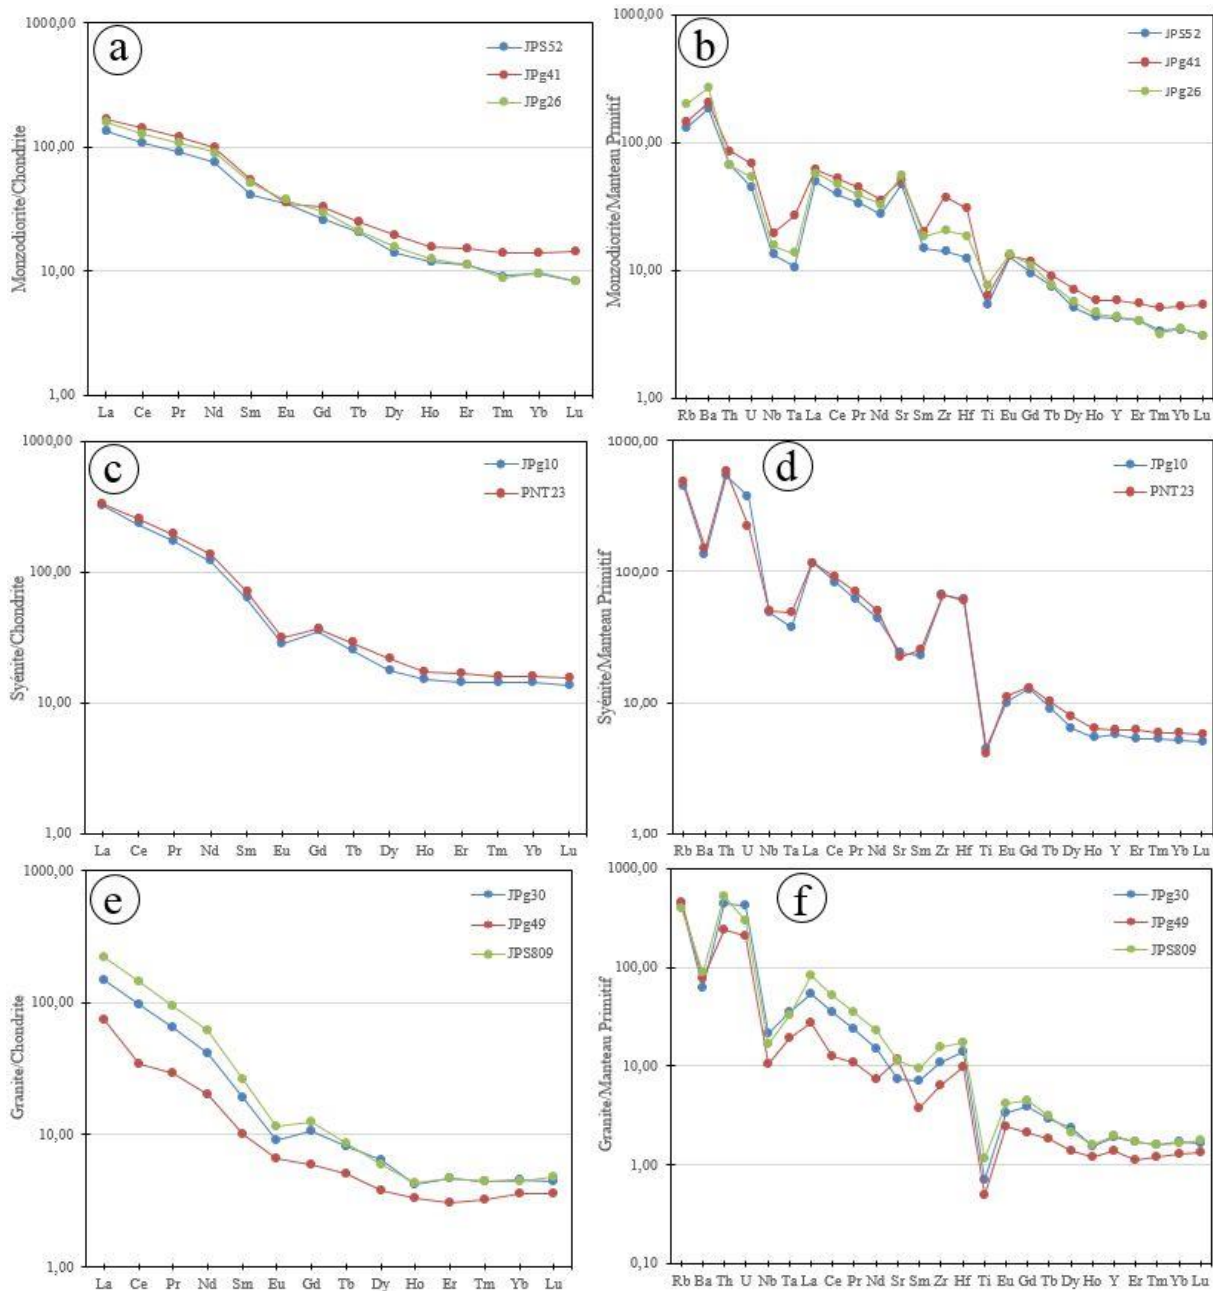 a
JPS52
JPg41
JPg26
Monzodiorite/Chondrite
1000,00
100,00
10,00
1,00
La Ce Pr Nd Sm Eu Gd Tb Dy Ho Er Tm Yb Lu
b
JPS52
JPg41
JPg26
Monzodiorite/Manteau Prmitif
1000,00
100,00
10,00
1,00
Rb Ba Th U Nb Ta La Ce Pr Nd Sr Sm Zr Hf Ti Eu Gd Tb Dy Ho Y Er Tm Yb Lu
c
JPg10
PNT23
Syénite/Chondrite
1000,00
100,00
10,00
1,00
La Ce Pr Nd Sm Eu Gd Tb Dy Ho Er Tm Yb Lu
d
JPg10
PNT23
Syénite/Manteau Primitif
1000,00
100,00
10,00
1,00
Rb Ba Th U Nb Ta La Ce Pr Nd Sr Sm Zr Hf Ti Eu Gd Tb Dy Ho Y Er Tm Yb Lu
e
JPg30
JPg49
JPS809
Granite/Chondrite
1000,00
100,00
10,00
1,00
La Ce Pr Nd Sm Eu Gd Tb Dy Ho Er Tm Yb Lu
f
JPg30
JPg49
JPS809
Granite/Manteau Primitif
1000,00
100,00
10,00
1,00
0,10
Rb Ba Th U Nb Ta La Ce Pr Nd Sr Sm Zr Hf Ti Eu Gd Tb Dy Ho Y Er Tm Yb Lu